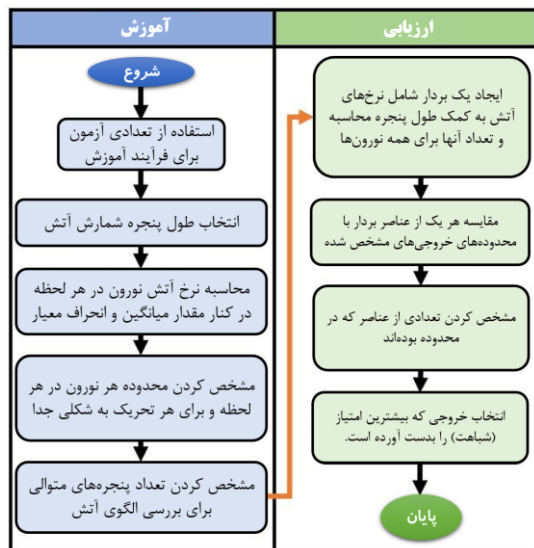 آموزش
شروع
استفاده از تعدادی آزمون
برای فرآیند آموزش
انتخاب طول پنجره شمارش آتش
محاسبه نرخ آتش نورون در هر لحظه
در کنار مقدار میانگین و انحراف معیار
مشخص کردن محدوده هر نورون در هر
لحظه و برای هر تحریک به شکلی جدا
مشخص کردن تعداد پنجره‌های متوالی
برای بررسی الگوی آتش
ارزیابی
ایجاد یک بردار شامل نرخ‌های
آتش به کمک طول پنجره محاسبه
و تعداد آنها برای همه نورون‌ها
مقایسه هر یک از عناصر بردار با
محدوده‌های خروجی‌های مشخص شده
مشخص کردن تعدادی از عناصر که در
محدوده بوده‌اند
انتخاب خروجی که بیشترین امتیاز
(شباهت) را بدست آورده است.
پایان